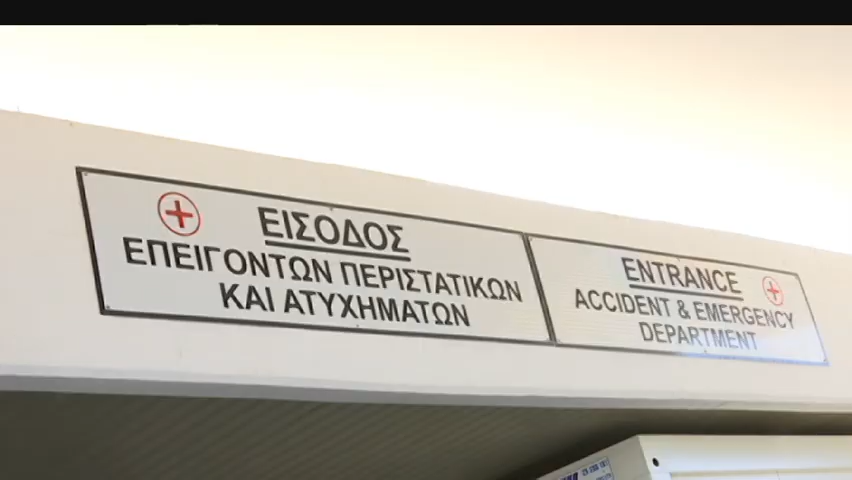 ΕΙΣΟΔΟΣ
ΕΠΕΙΓΟΝΤΩΝ ΠΕΡΙΣΤΑΤΙΚΩΝ
ΚΑΙ ΑΤΥΧΗΜΑΤΩΝ
ENTRANCE
ACCIDENT & EMERGENCY
DEPARTMENT